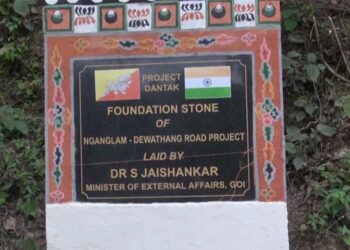 PROJECT
DANTAK
FOUNDATION STONE
OF
NGANGLAM - DEWATHANG ROAD PROJECT
LAID BY
DR S JAISHANKAR
MINISTER OF EXTERNAL AFFAIRS, GOI